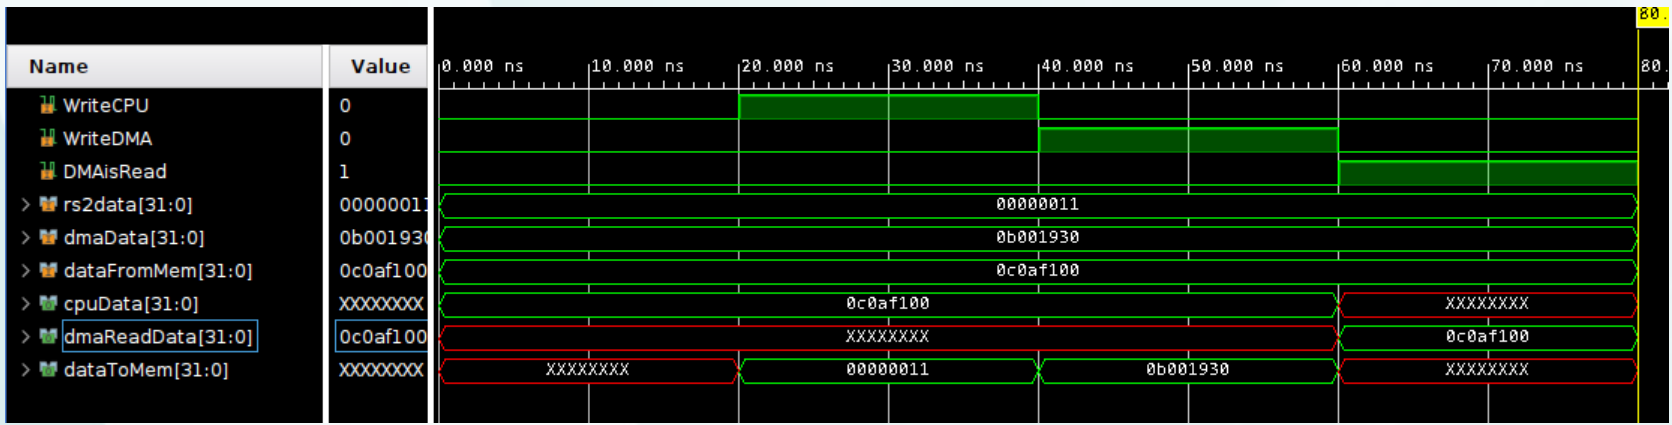 80.
Name Value 0.000 ns 10.000 ns 20.000 ns 30.000 ns 40.000 ns 50.000 ns 60.000 ns 70.000 ns 80.
WriteCPU 0
WriteDMA 0
DMAisRead 1
rs2data[31:0] 00000011 00000011
dmaData[31:0] 0b001930 0b001930
dataFromMem[31:0] 0c0af100 0c0af100
cpuData[31:0] XXXXXXXX 0c0af100 XXXXXXXX
dmaReadData[31:0] 0c0af100 XXXXXXXX 0c0af100
dataToMem[31:0] XXXXXXXX XXXXXXXX 00000011 0b001930 XXXXXXXX